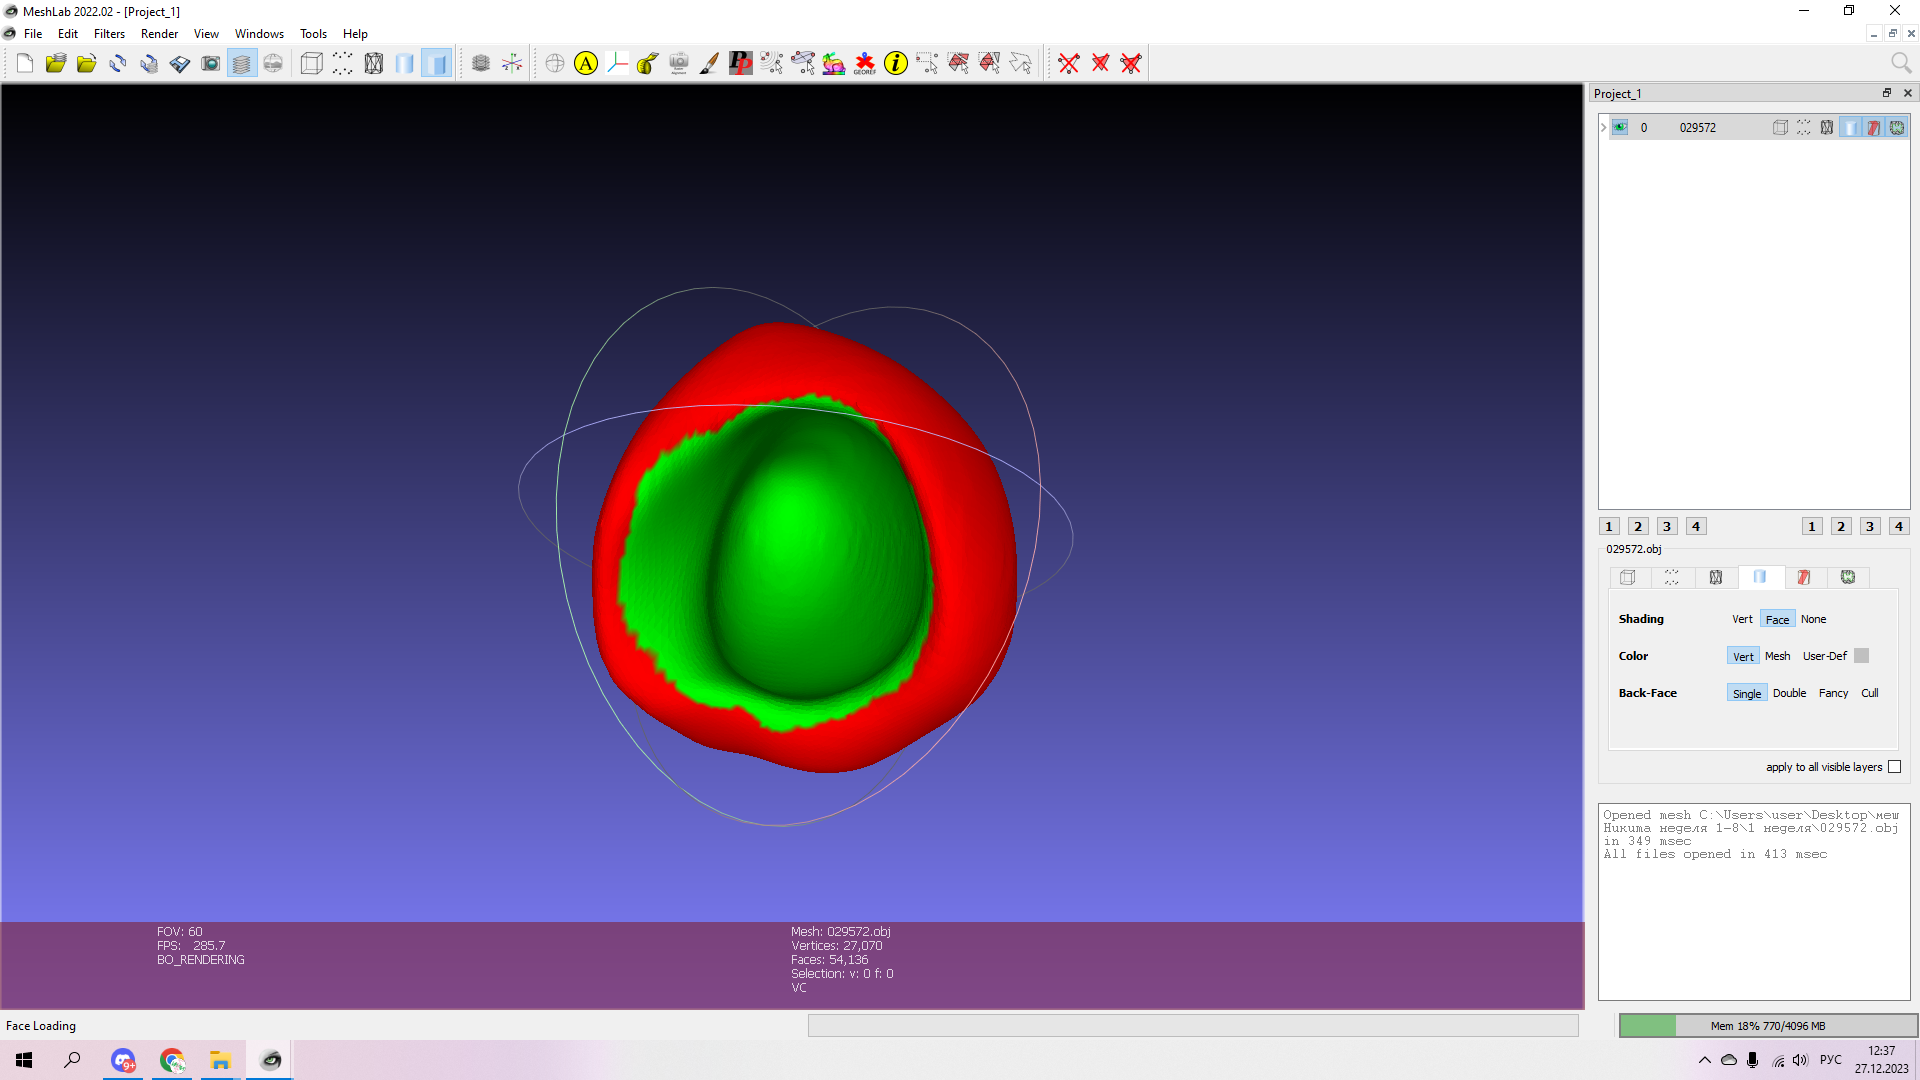 MeshLab 2022.02 - [Project_1]
File Edit Filters Render View Windows Tools Help
A PP GEOREF i
Project_1
0 029572
1 2 3 4 1 2 3 4
029572.obj
Shading Vert Face None
Color Vert Mesh User-Def
Back-Face Single Double Fancy Cull
apply to all visible layers
Opened mesh C:\Users\user\Desktop\меш
Никита неделя 1-8\1 неделя\029572.obj
in 349 msec
All files opened in 413 msec
FOV: 60
FPS: 285.7
BO_RENDERING
Mesh: 029572.obj
Vertices: 27,070
Faces: 54,136
Selection: v: 0 f: 0
VC
Face Loading
Mem 18% 770/4096 MB
9+
РУС
12:37
27.12.2023